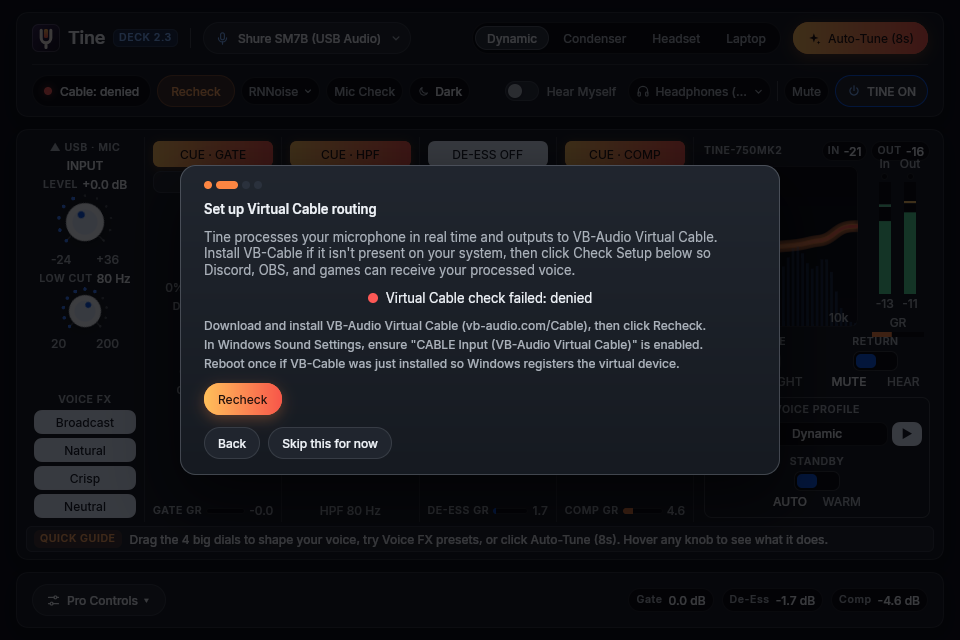 Tine DECK 2.3 Shure SM7B (USB Audio) Dynamic Condenser Headset Laptop Auto-Tune (8s)
Cable: denied Recheck RNNoise Mic Check Dark Hear Myself Headphones (... Mute TINE ON
USB · MIC
INPUT
LEVEL +0.0 dB
-24 +36
LOW CUT 80 Hz
20 200
VOICE FX
Broadcast
Natural
Crisp
Neutral
CUE · GATE CUE · HPF DE-ESS OFF CUE · COMP
TINE-750MK2 IN -21 OUT -16
In Out
Set up Virtual Cable routing
Tine processes your microphone in real time and outputs to VB-Audio Virtual Cable.
Install VB-Cable if it isn't present on your system, then click Check Setup below so
Discord, OBS, and games can receive your processed voice.
Virtual Cable check failed: denied
Download and install VB-Audio Virtual Cable (vb-audio.com/Cable), then click Recheck.
In Windows Sound Settings, ensure "CABLE Input (VB-Audio Virtual Cable)" is enabled.
Reboot once if VB-Cable was just installed so Windows registers the virtual device.
Recheck
Back Skip this for now
0%
10k
-13 -11
GR
RETURN
MUTE HEAR
VOICE PROFILE
Dynamic
STANDBY
AUTO WARM
GATE GR -0.0 HPF 80 Hz DE-ESS GR 1.7 COMP GR 4.6
QUICK GUIDE Drag the 4 big dials to shape your voice, try Voice FX presets, or click Auto-Tune (8s). Hover any knob to see what it does.
Pro Controls Gate 0.0 dB De-Ess -1.7 dB Comp -4.6 dB